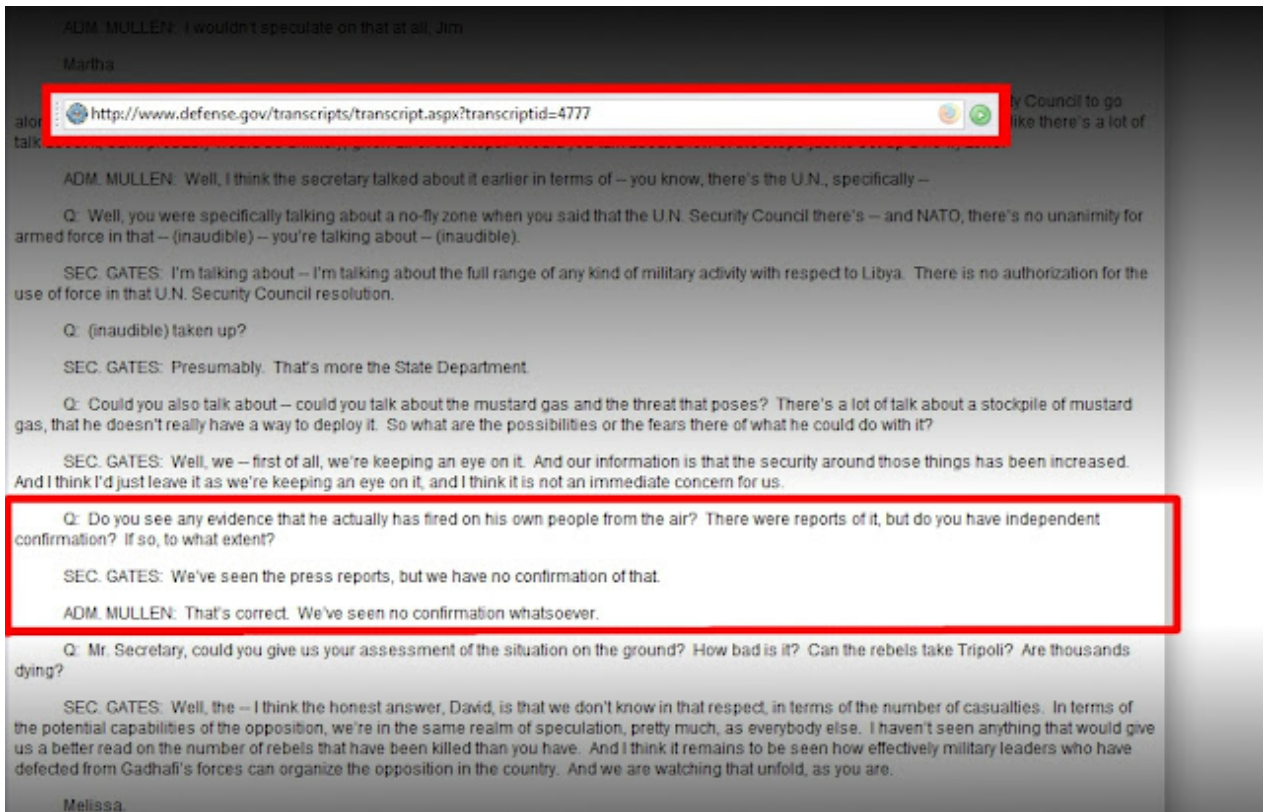 ADM. MULLEN:  I wouldn't speculate on that at all, Jim
Martha.
ty Council to go
http://www.defense.gov/transcripts/transcript.aspx?transcriptid=4777
like there's a lot of
talk
ADM. MULLEN:  Well, I think the secretary talked about it earlier in terms of -- you know, there's the U.N., specifically --
Q:  Well, you were specifically talking about a no-fly zone when you said that the U.N. Security Council there's -- and NATO, there's no unanimity for
armed force in that -- (inaudible) -- you're talking about -- (inaudible).
SEC. GATES:  I'm talking about -- I'm talking about the full range of any kind of military activity with respect to Libya.  There is no authorization for the
use of force in that U.N. Security Council resolution.
Q:  (inaudible) taken up?
SEC. GATES:  Presumably.  That's more the State Department.
Q:  Could you also talk about -- could you talk about the mustard gas and the threat that poses?  There's a lot of talk about a stockpile of mustard
gas, that he doesn't really have a way to deploy it.  So what are the possibilities or the fears there of what he could do with it?
SEC. GATES:  Well, we -- first of all, we're keeping an eye on it.  And our information is that the security around those things has been increased.
And I think I'd just leave it as we're keeping an eye on it, and I think it is not an immediate concern for us.
Q:  Do you see any evidence that he actually has fired on his own people from the air?  There were reports of it, but do you have independent
confirmation?  If so, to what extent?
SEC. GATES:  We've seen the press reports, but we have no confirmation of that.
ADM. MULLEN:  That's correct.  We've seen no confirmation whatsoever.
Q:  Mr. Secretary, could you give us your assessment of the situation on the ground?  How bad is it?  Can the rebels take Tripoli?  Are thousands
dying?
SEC. GATES:  Well, the -- I think the honest answer, David, is that we don't know in that respect, in terms of the number of casualties.  In terms of
the potential capabilities of the opposition, we're in the same realm of speculation, pretty much, as everybody else.  I haven't seen anything that would give
us a better read on the number of rebels that have been killed than you have.  And I think it remains to be seen how effectively military leaders who have
defected from Gadhafi's forces can organize the opposition in the country.  And we are watching that unfold, as you are.
Melissa.